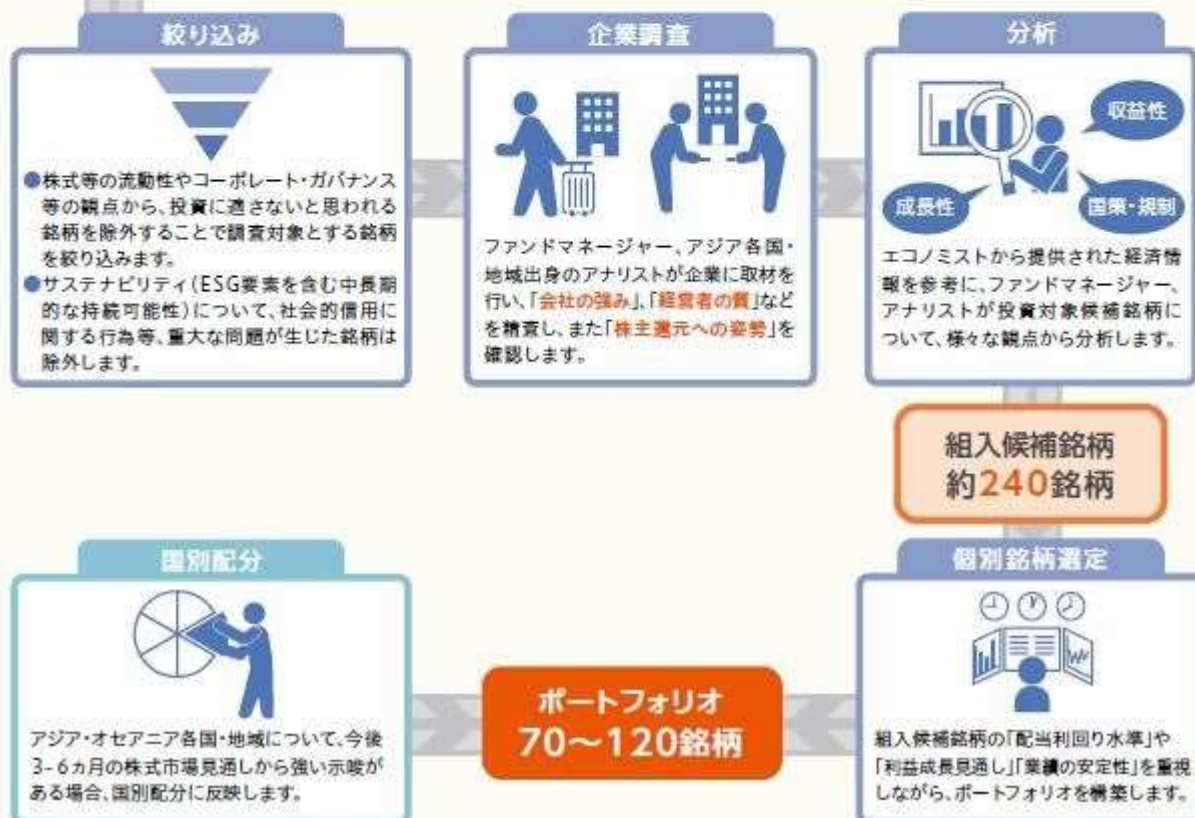 絞り込み
●株式等の流動性やコーポレート・ガバナンス
等の観点から、投資に適さないと思われる
銘柄を除外することで調査対象とする銘柄
を絞り込みます。
●サステナビリティ(ESG要素を含む中長期
的な持続可能性)について、社会的信用に
関する行為等、重大な問題が生じた銘柄は
除外します。
企業調査
ファンドマネージャー、アジア各国・
地域出身のアナリストが企業に取材を
行い、「会社の強み」、「経営者の質」など
を精査し、また「株主還元への姿勢」を
確認します。
分析
収益性
成長性
国策・規制
エコノミストから提供された経済情
報を参考に、ファンドマネージャー、
アナリストが投資対象候補銘柄に
ついて、様々な観点から分析します。
組入候補銘柄
約240銘柄
個別銘柄選定
組入候補銘柄の「配当利回り水準」や
「利益成長見通し」「業績の安定性」を重視
しながら、ポートフォリオを構築します。
ポートフォリオ
70〜120銘柄
国別配分
アジア・オセアニア各国・地域について、今後
3-6ヵ月の株式市場見通しから強い示唆が
ある場合、国別配分に反映します。